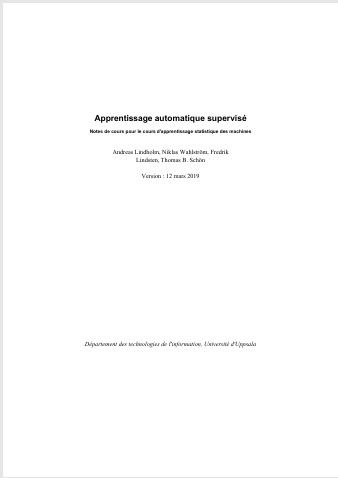 Apprentissage automatique supervisé
Notes de cours pour le cours d'apprentissage statistique des machines
Andreas Lindholm, Niklas Wahlström, Fredrik
Lindsten, Thomas B. Schön
Version : 12 mars 2019
Département des technologies de l'information, Université d'Uppsala